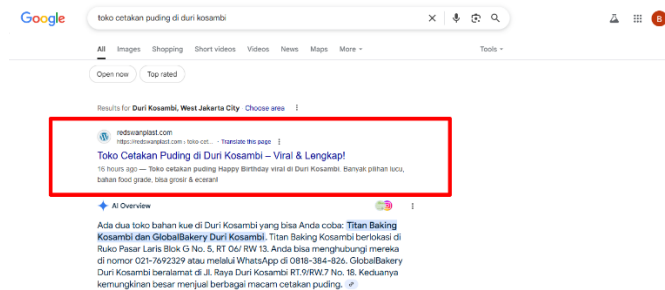 Google
toko cetakan puding di duri kosambi
B
All Images Shopping Short videos Videos News Maps More Tools
Open now Top rated
Results for Duri Kosambi, West Jakarta City Choose area
redswanplast.com
https://redswanplast.com › toko-cet... · Translate this page
Toko Cetakan Puding di Duri Kosambi – Viral & Lengkap!
16 hours ago — Toko cetakan puding Happy Birthday viral di Duri Kosambi. Banyak pilihan lucu,
bahan food grade, bisa grosir & eceran!
AI Overview
Ada dua toko bahan kue di Duri Kosambi yang bisa Anda coba: Titan Baking
Kosambi dan GlobalBakery Duri Kosambi. Titan Baking Kosambi berlokasi di
Ruko Pasar Laris Blok G No. 5, RT 06/ RW 13. Anda bisa menghubungi mereka
di nomor 021-7692329 atau melalui WhatsApp di 0818-384-826. GlobalBakery
Duri Kosambi beralamat di Jl. Raya Duri Kosambi RT.9/RW.7 No. 18. Keduanya
kemungkinan besar menjual berbagai macam cetakan puding.